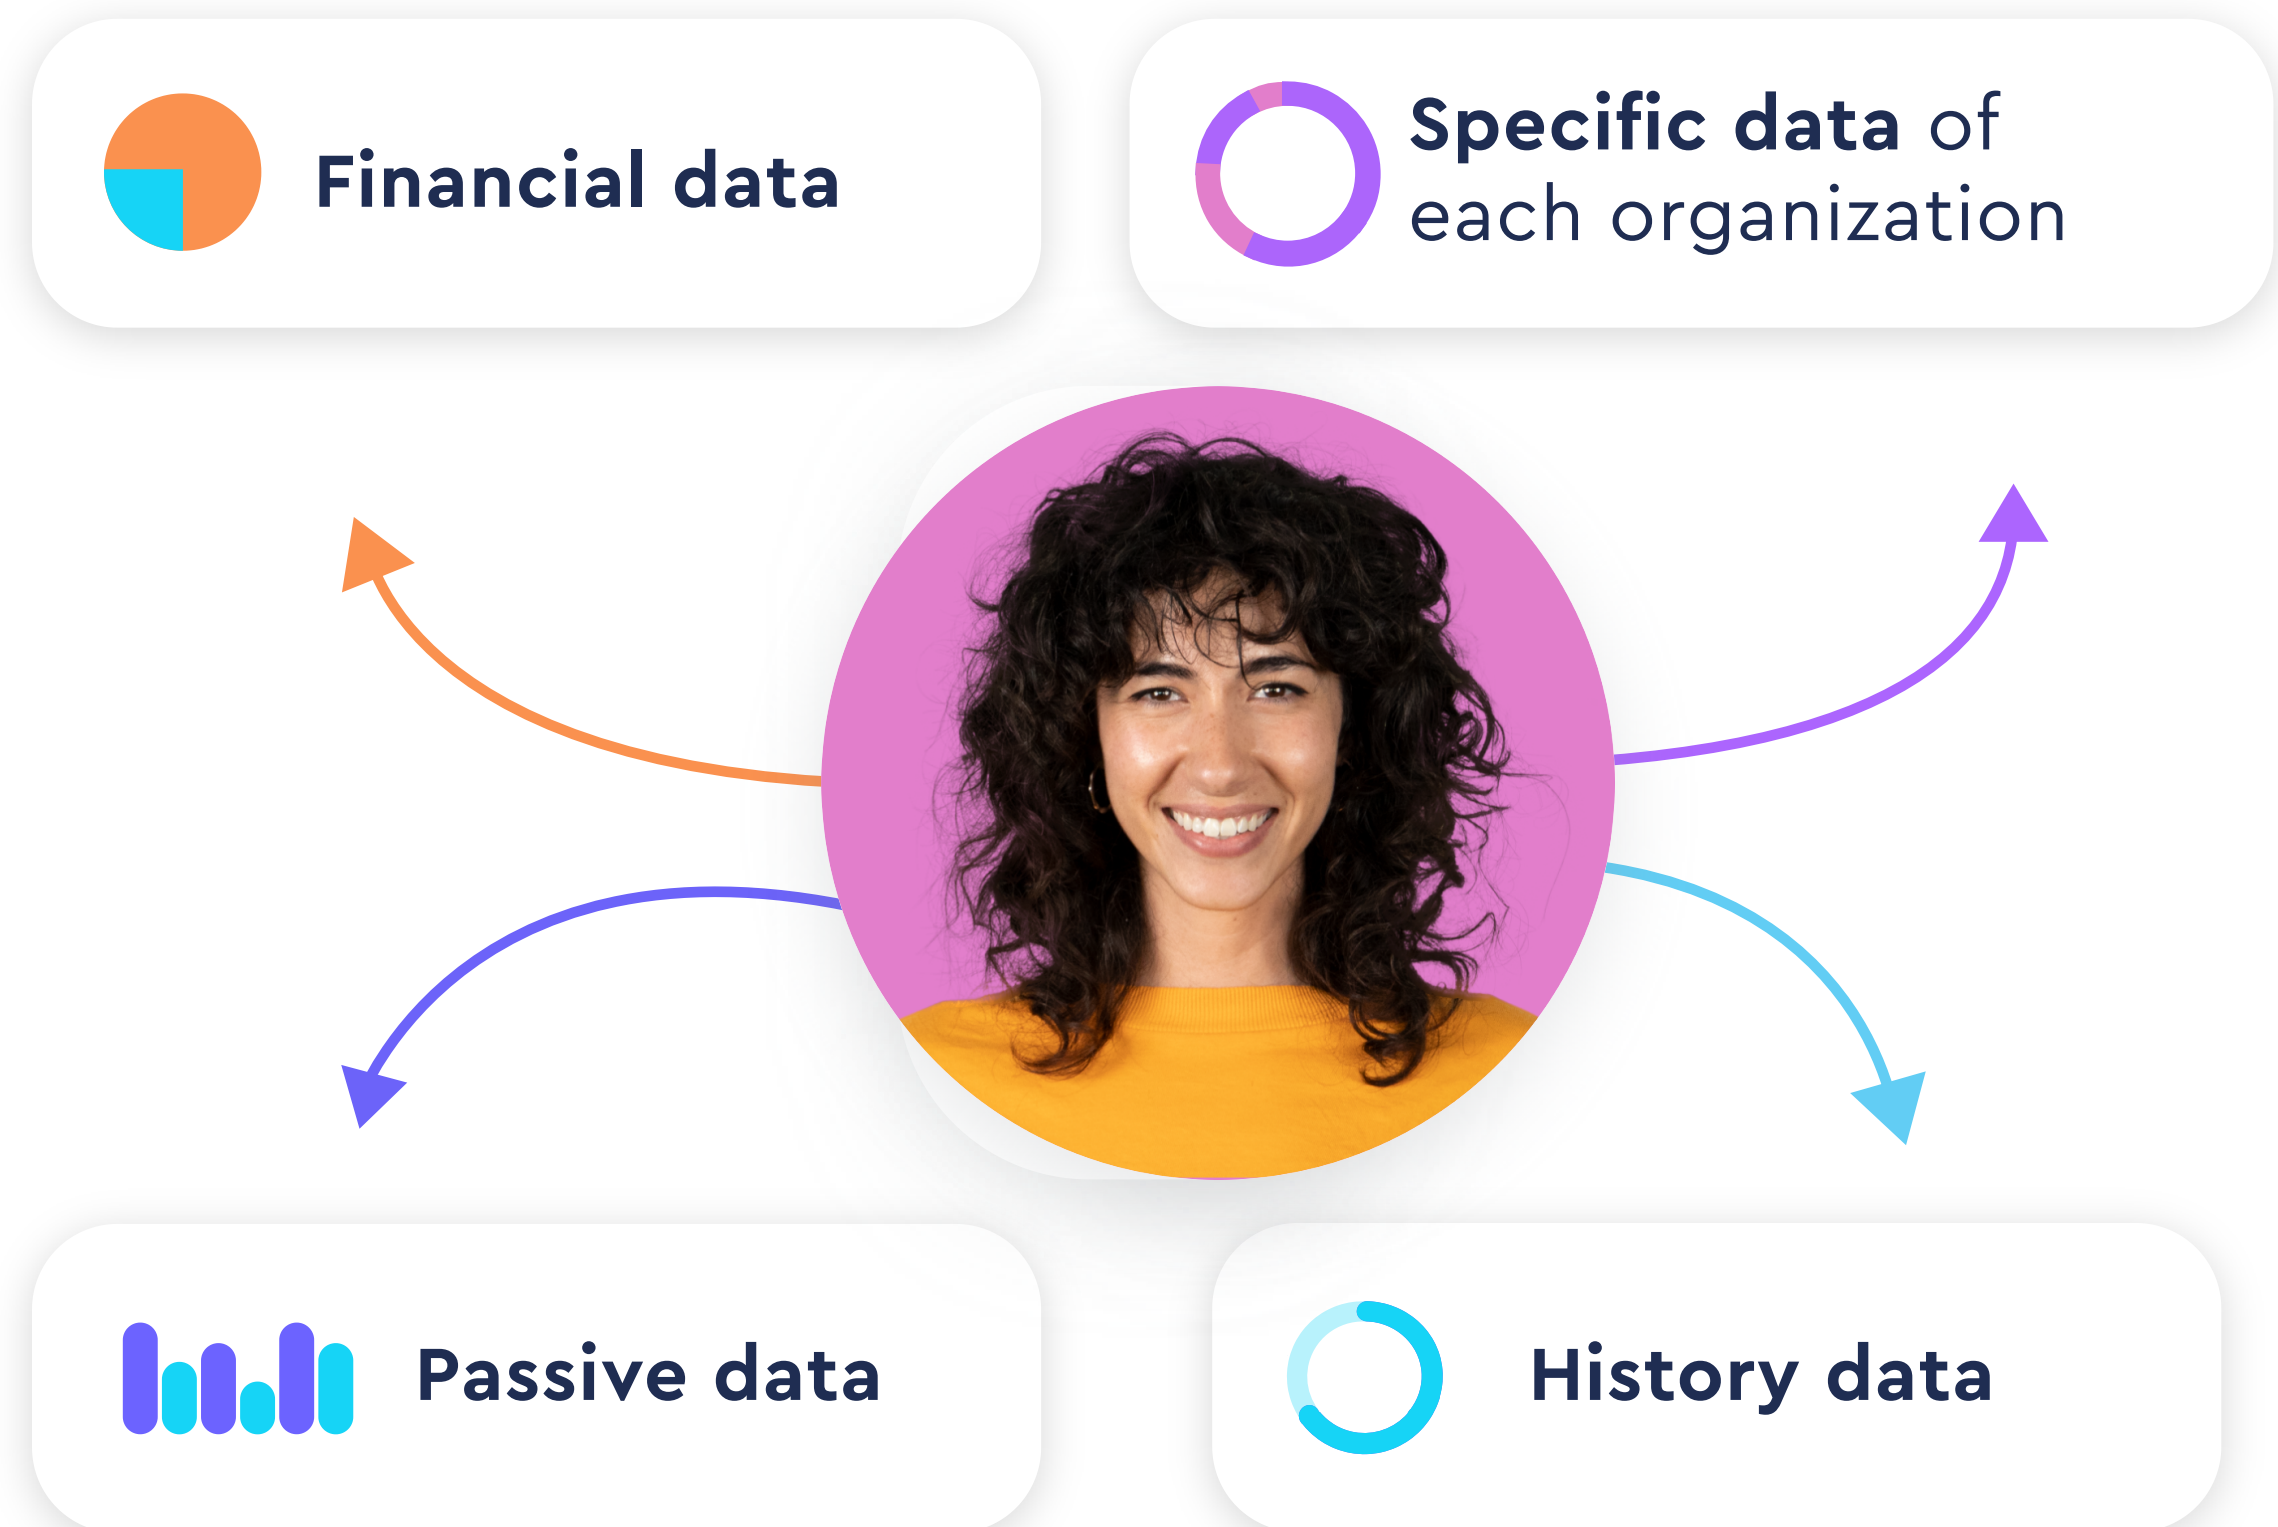 Financial data
Specific data of
each organization
Passive data
History data